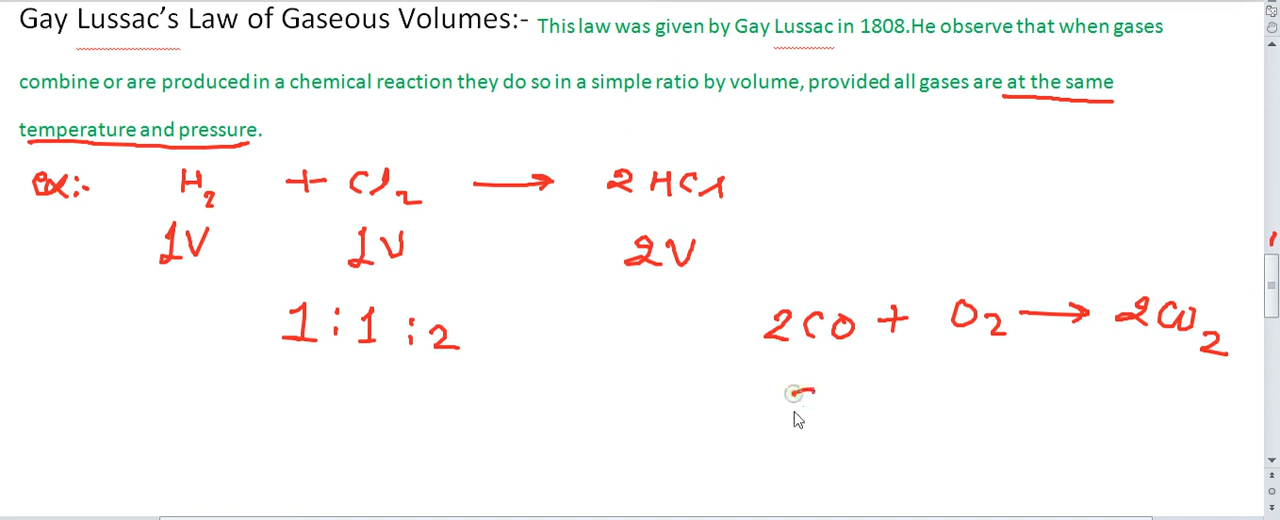 Gay Lussac's Law of Gaseous Volumes:- This law was given by Gay Lussac in 1808.He observe that when gases
combine or are produced in a chemical reaction they do so in a simple ratio by volume, provided all gases are at the same
temperature and pressure.
ex:- H₂ + Cl₂ → 2HCl
1V 1V 2V
1 : 1 : 2
2CO + O₂ → 2CO₂